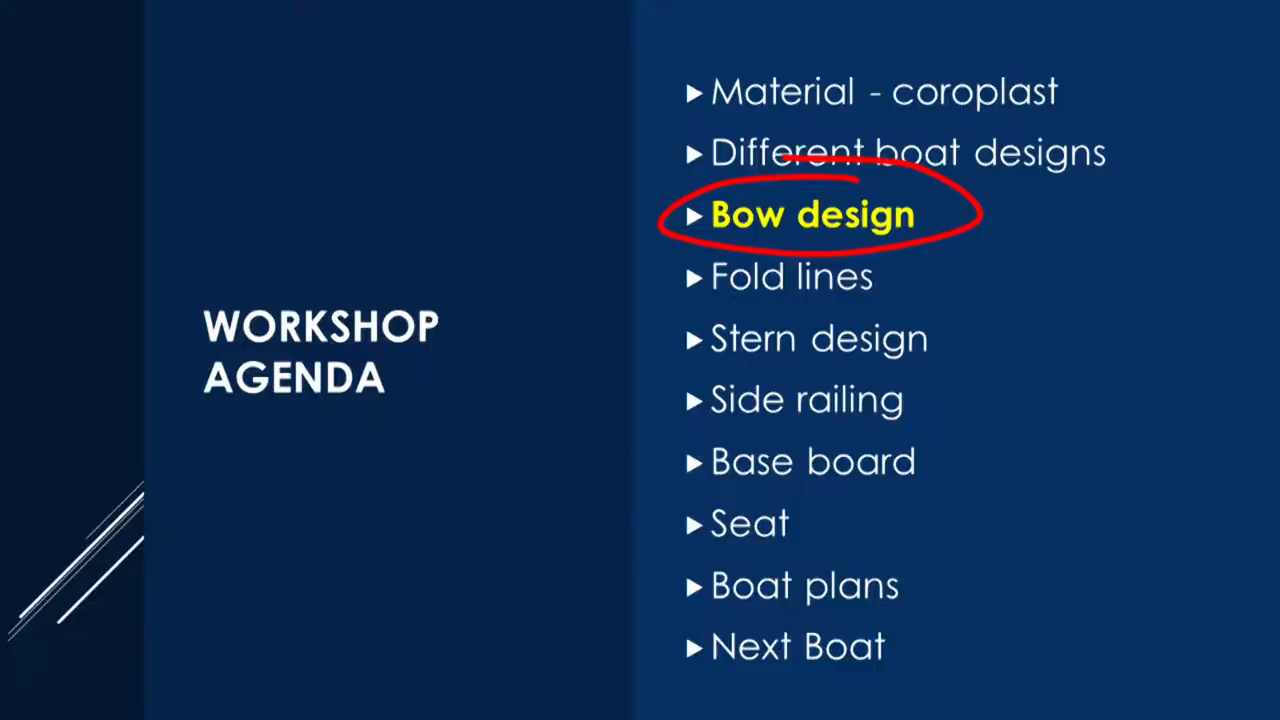 WORKSHOP
AGENDA
Material - coroplast
Different boat designs
Bow design
Fold lines
Stern design
Side railing
Base board
Seat
Boat plans
Next Boat